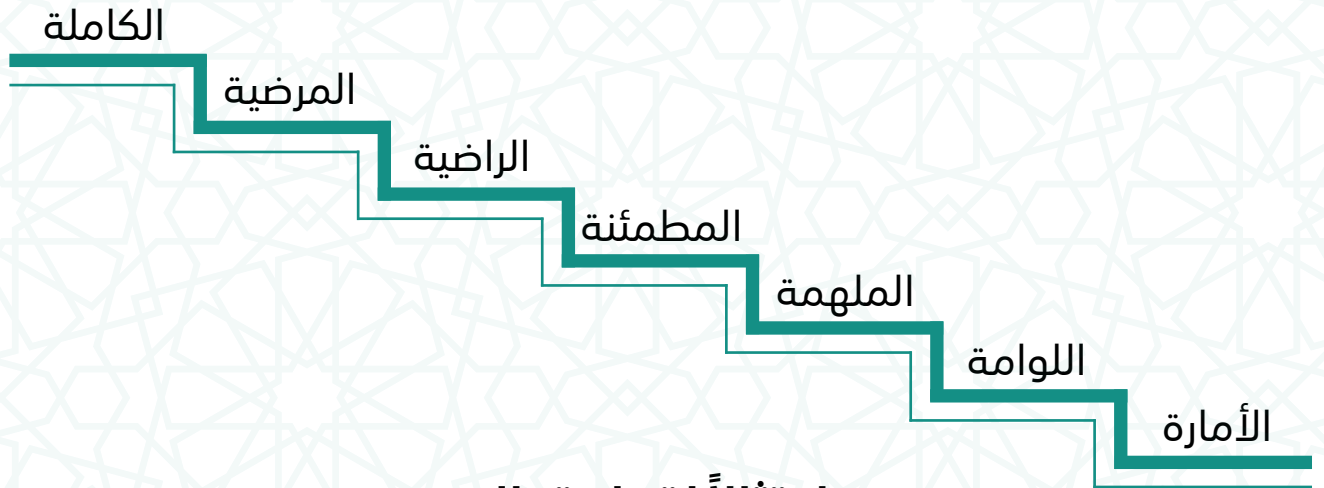 الكاملة
المرضية
الراضية
المطمئنة
الملهمة
اللوامة
الأمارة